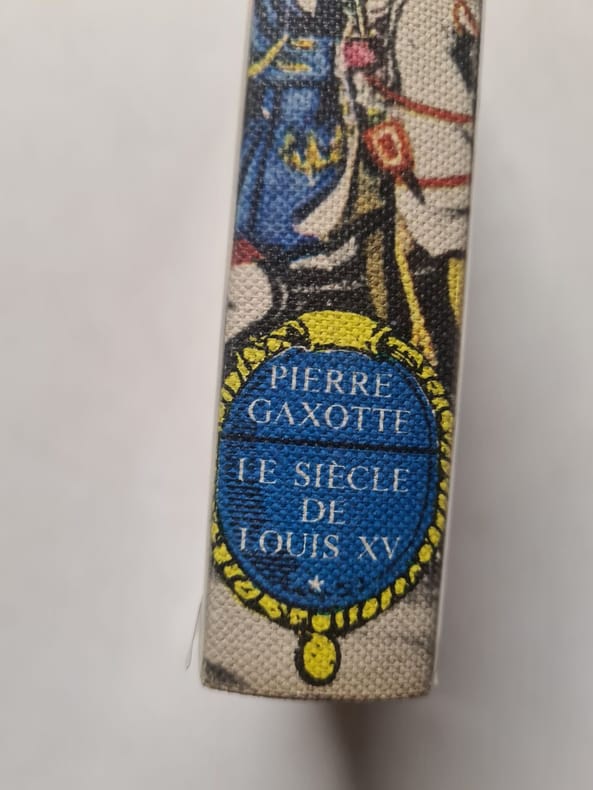 PIERRE
GAXOTTE
LE SIÈCLE
DE
LOUIS XV
*